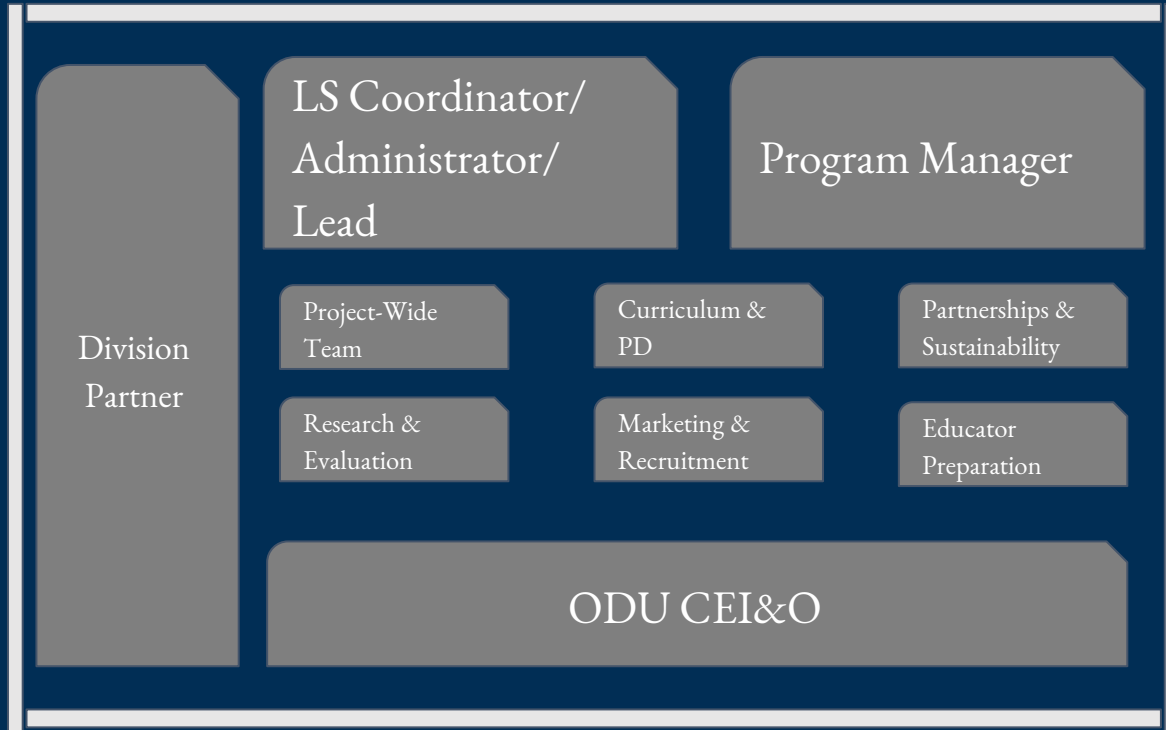 LS Coordinator/
Administrator/
Lead
Program Manager
Division
Partner
Project-Wide
Team
Curriculum &
PD
Partnerships &
Sustainability
Research &
Evaluation
Marketing &
Recruitment
Educator
Preparation
ODU CEI&O